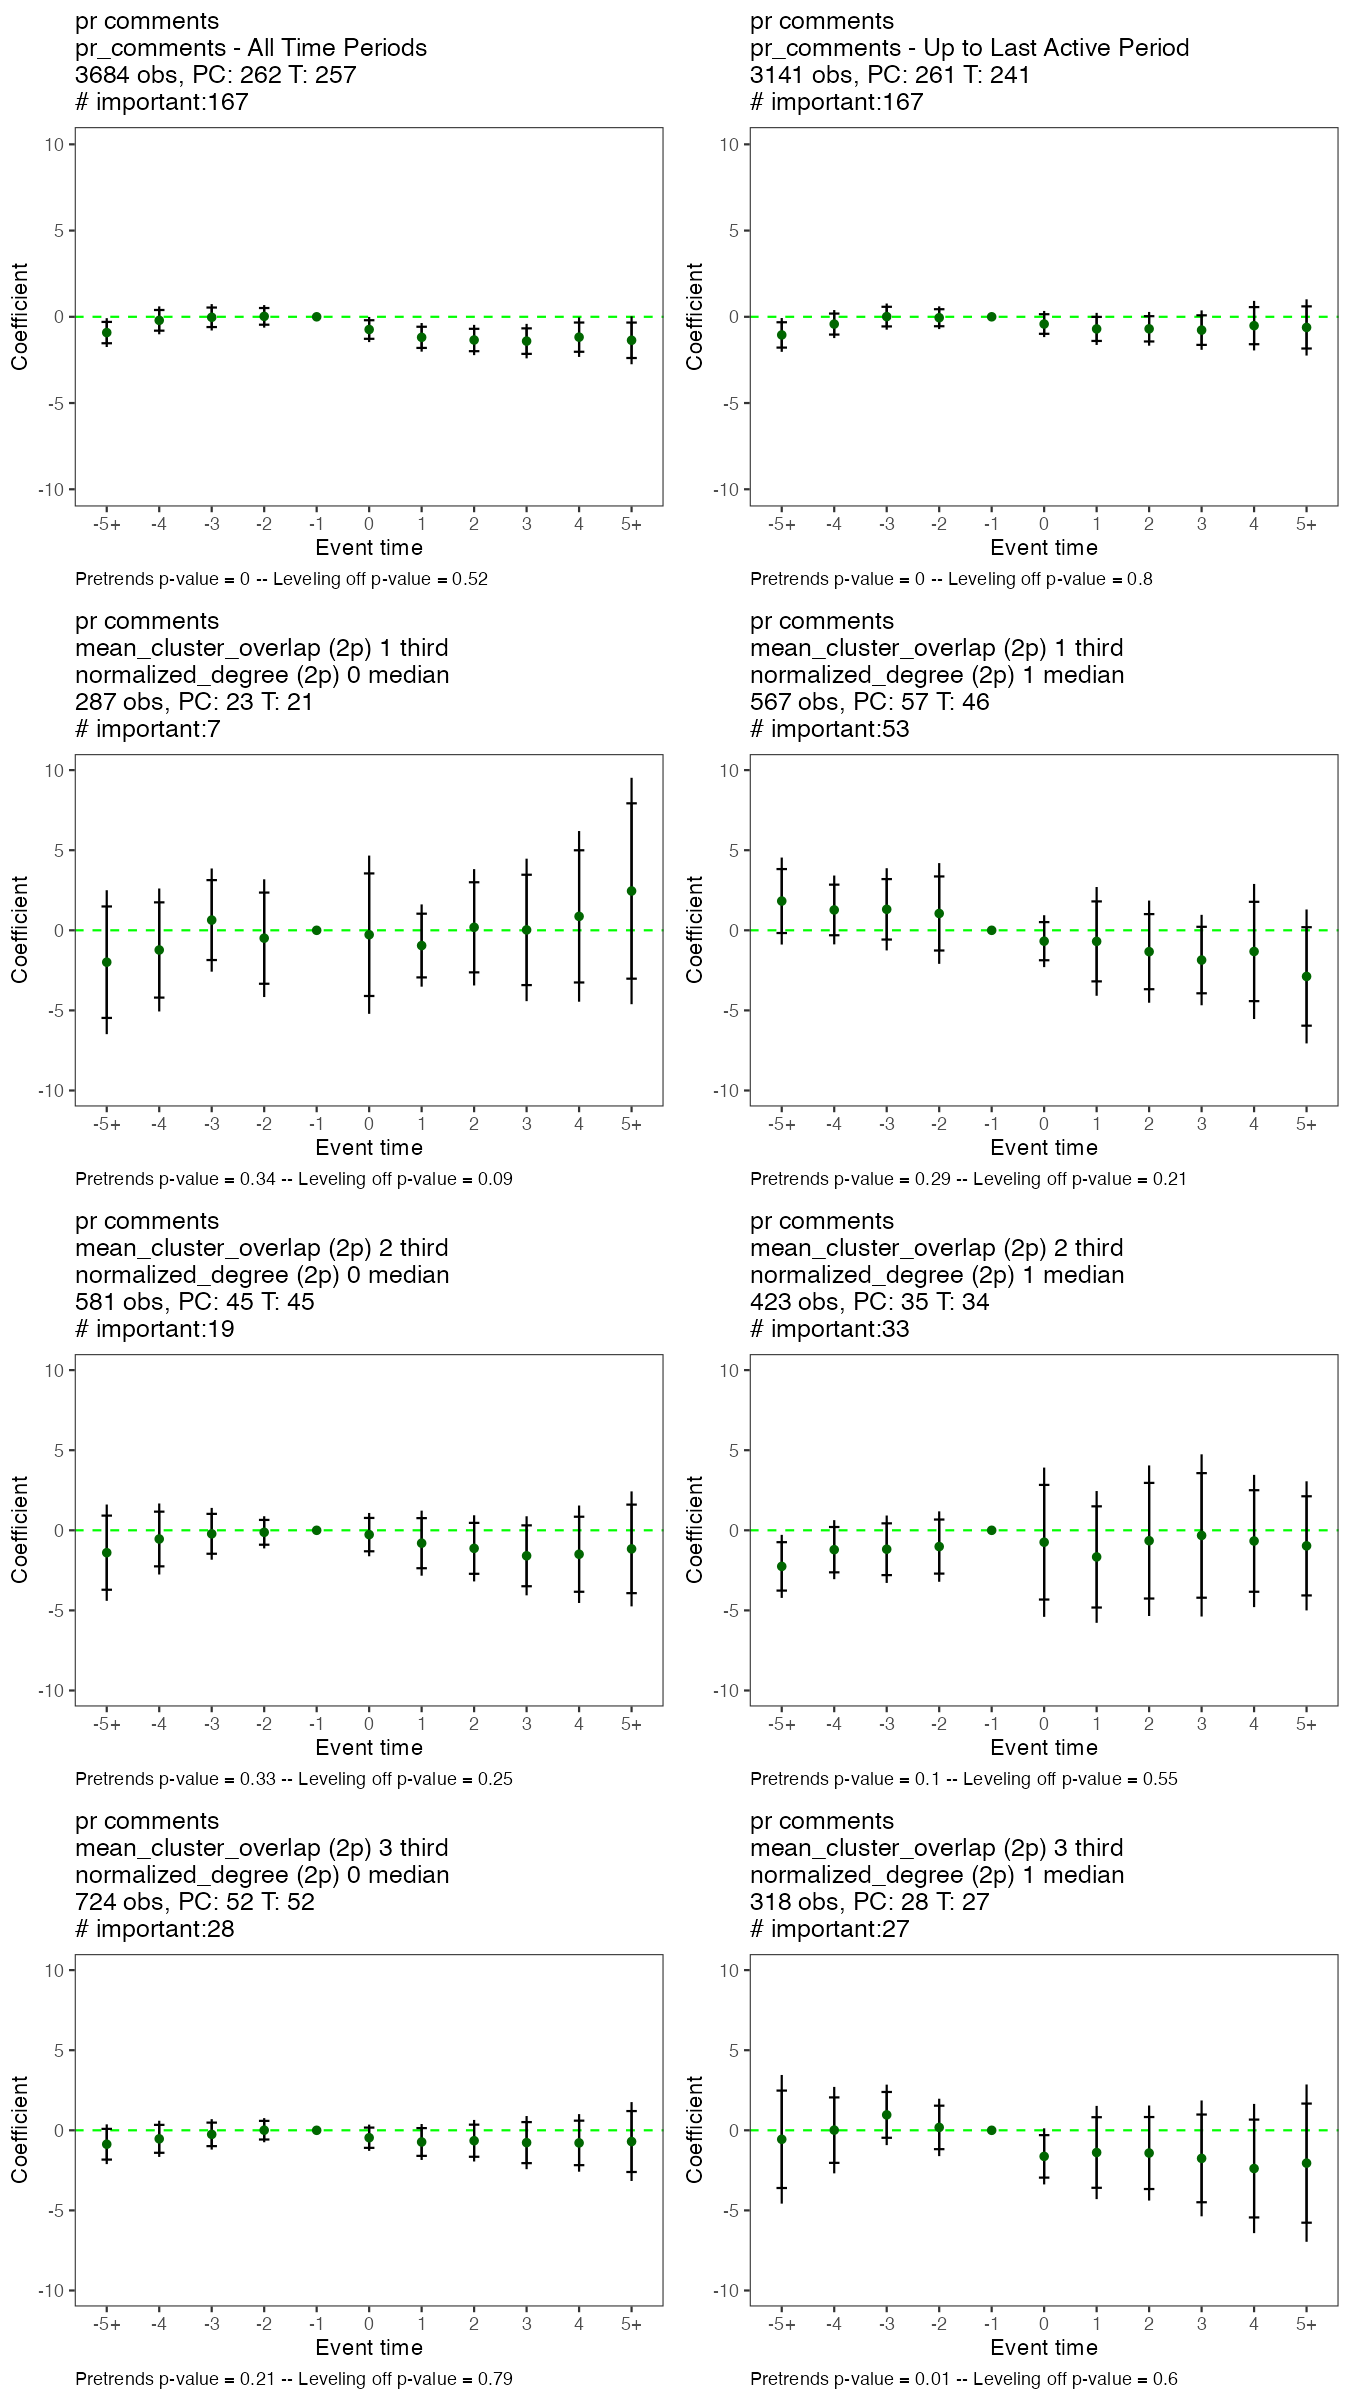 pr comments
pr_comments - All Time Periods
3684 obs, PC: 262 T: 257
# important:167
10
5
0
-5
-10
Coefficient
-5+ -4 -3 -2 -1 0 1 2 3 4 5+
Event time
Pretrends p-value = 0 -- Leveling off p-value = 0.52
pr comments
pr_comments - Up to Last Active Period
3141 obs, PC: 261 T: 241
# important:167
10
5
0
-5
-10
Coefficient
-5+ -4 -3 -2 -1 0 1 2 3 4 5+
Event time
Pretrends p-value = 0 -- Leveling off p-value = 0.8
pr comments
mean_cluster_overlap (2p) 1 third
normalized_degree (2p) 0 median
287 obs, PC: 23 T: 21
# important:7
10
5
0
-5
-10
Coefficient
-5+ -4 -3 -2 -1 0 1 2 3 4 5+
Event time
Pretrends p-value = 0.34 -- Leveling off p-value = 0.09
pr comments
mean_cluster_overlap (2p) 1 third
normalized_degree (2p) 1 median
567 obs, PC: 57 T: 46
# important:53
10
5
0
-5
-10
Coefficient
-5+ -4 -3 -2 -1 0 1 2 3 4 5+
Event time
Pretrends p-value = 0.29 -- Leveling off p-value = 0.21
pr comments
mean_cluster_overlap (2p) 2 third
normalized_degree (2p) 0 median
581 obs, PC: 45 T: 45
# important:19
10
5
0
-5
-10
Coefficient
-5+ -4 -3 -2 -1 0 1 2 3 4 5+
Event time
Pretrends p-value = 0.33 -- Leveling off p-value = 0.25
pr comments
mean_cluster_overlap (2p) 2 third
normalized_degree (2p) 1 median
423 obs, PC: 35 T: 34
# important:33
10
5
0
-5
-10
Coefficient
-5+ -4 -3 -2 -1 0 1 2 3 4 5+
Event time
Pretrends p-value = 0.1 -- Leveling off p-value = 0.55
pr comments
mean_cluster_overlap (2p) 3 third
normalized_degree (2p) 0 median
724 obs, PC: 52 T: 52
# important:28
10
5
0
-5
-10
Coefficient
-5+ -4 -3 -2 -1 0 1 2 3 4 5+
Event time
Pretrends p-value = 0.21 -- Leveling off p-value = 0.79
pr comments
mean_cluster_overlap (2p) 3 third
normalized_degree (2p) 1 median
318 obs, PC: 28 T: 27
# important:27
10
5
0
-5
-10
Coefficient
-5+ -4 -3 -2 -1 0 1 2 3 4 5+
Event time
Pretrends p-value = 0.01 -- Leveling off p-value = 0.6